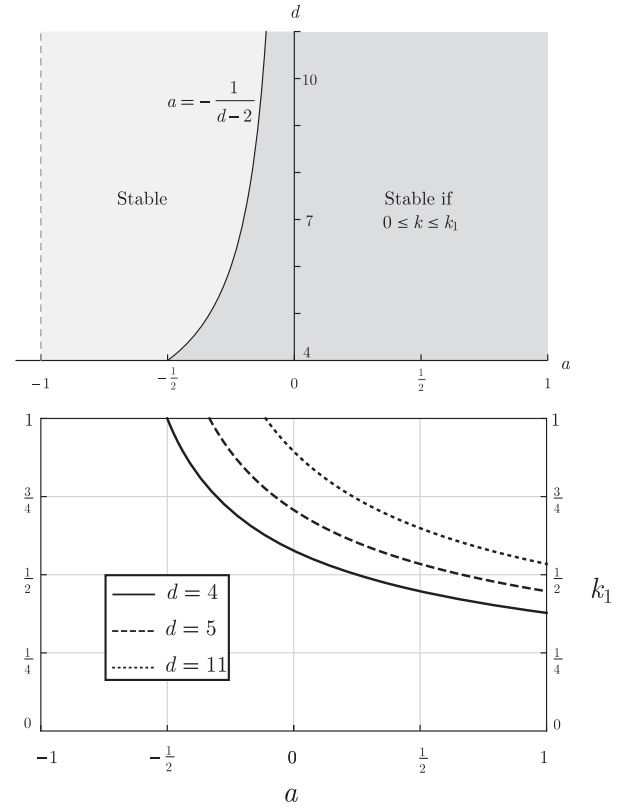 d
10
a = − 1/(d−2)
Stable
Stable if
0 ≤ k ≤ k₁
7
4
a
−1 −1/2 0 1/2 1
1 1
3/4 3/4
1/2 1/2
k₁
d = 4
d = 5
1/4 1/4
d = 11
0 0
−1 −1/2 0 1/2 1
a